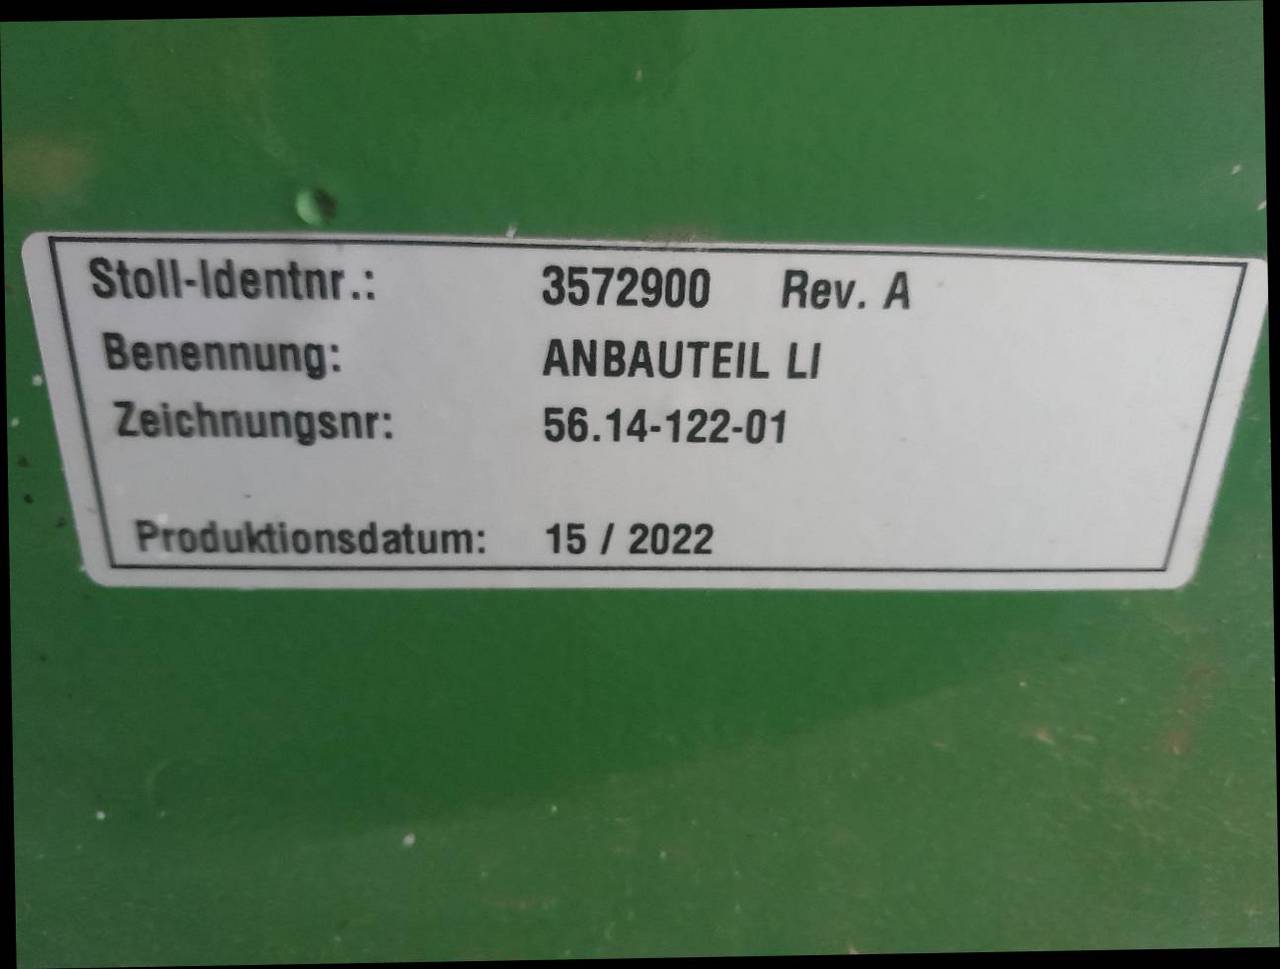 Stoll-Identnr.: 3572900 Rev. A
Benennung: ANBAUTEIL LI
Zeichnungsnr: 56.14-122-01
Produktionsdatum: 15 / 2022